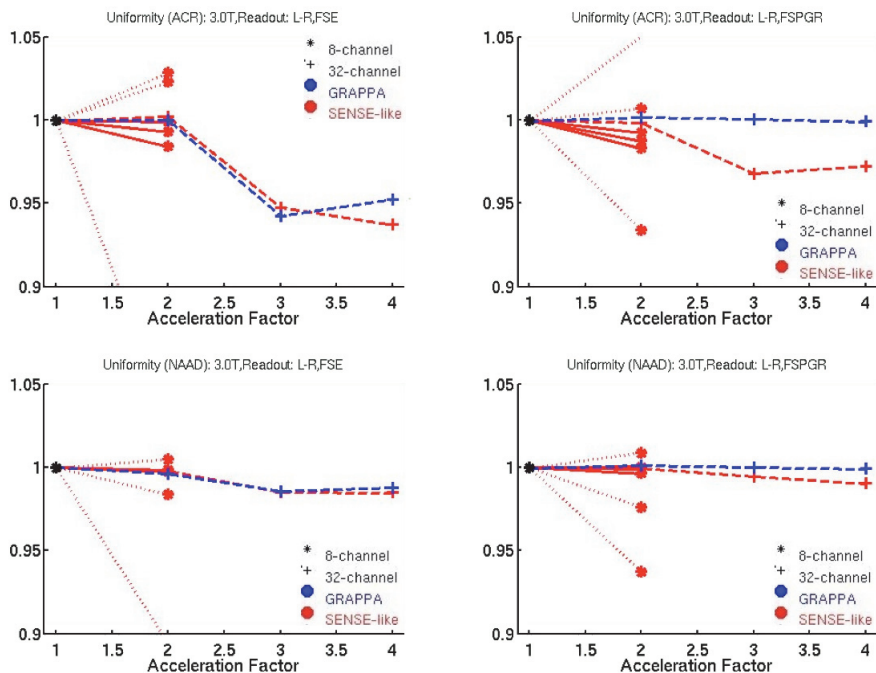 Uniformity (ACR): 3.0T,Readout: L-R,FSE
1.05
1
0.95
0.9
8-channel
32-channel
GRAPPA
SENSE-like
1 1.5 2 2.5 3 3.5 4
Acceleration Factor
Uniformity (ACR): 3.0T,Readout: L-R,FSPGR
1.05
1
0.95
0.9
8-channel
32-channel
GRAPPA
SENSE-like
1 1.5 2 2.5 3 3.5 4
Acceleration Factor
Uniformity (NAAD): 3.0T,Readout: L-R,FSE
1.05
1
0.95
0.9
8-channel
32-channel
GRAPPA
SENSE-like
1 1.5 2 2.5 3 3.5 4
Acceleration Factor
Uniformity (NAAD): 3.0T,Readout: L-R,FSPGR
1.05
1
0.95
0.9
8-channel
32-channel
GRAPPA
SENSE-like
1 1.5 2 2.5 3 3.5 4
Acceleration Factor